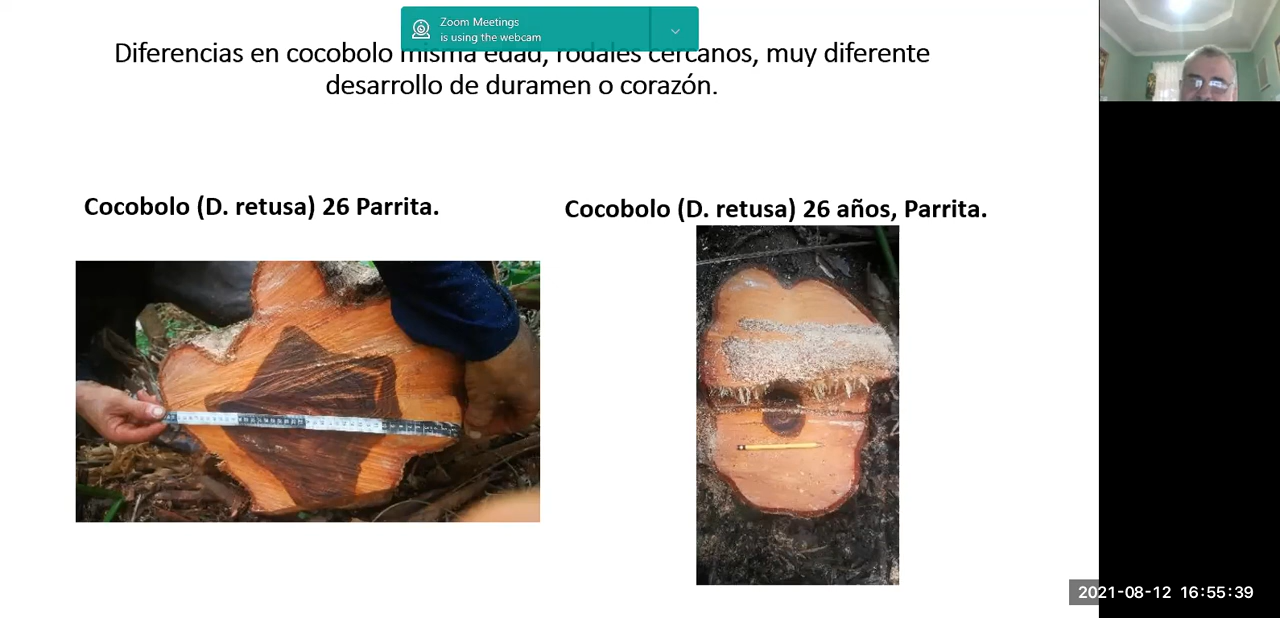 Zoom Meetings
is using the webcam
Diferencias en cocobolo misma edad, rodales cercanos, muy diferente
desarrollo de duramen o corazón.
Cocobolo (D. retusa) 26 Parrita.
Cocobolo (D. retusa) 26 años, Parrita.
2021-08-12 16:55:39